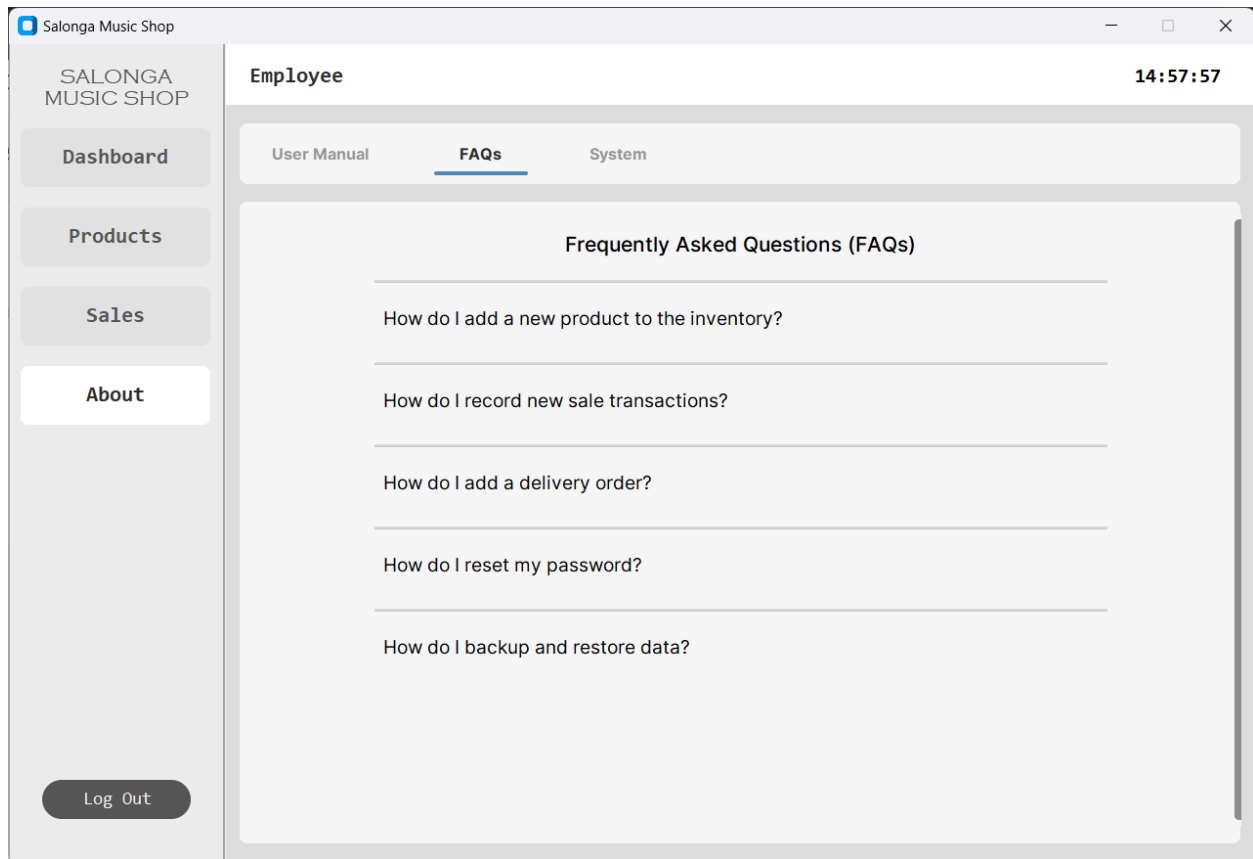 Salonga Music Shop
SALONGA
MUSIC SHOP
Dashboard
Products
Sales
About
Log Out
Employee
14:57:57
User Manual
FAQs
System
Frequently Asked Questions (FAQs)
How do I add a new product to the inventory?
How do I record new sale transactions?
How do I add a delivery order?
How do I reset my password?
How do I backup and restore data?